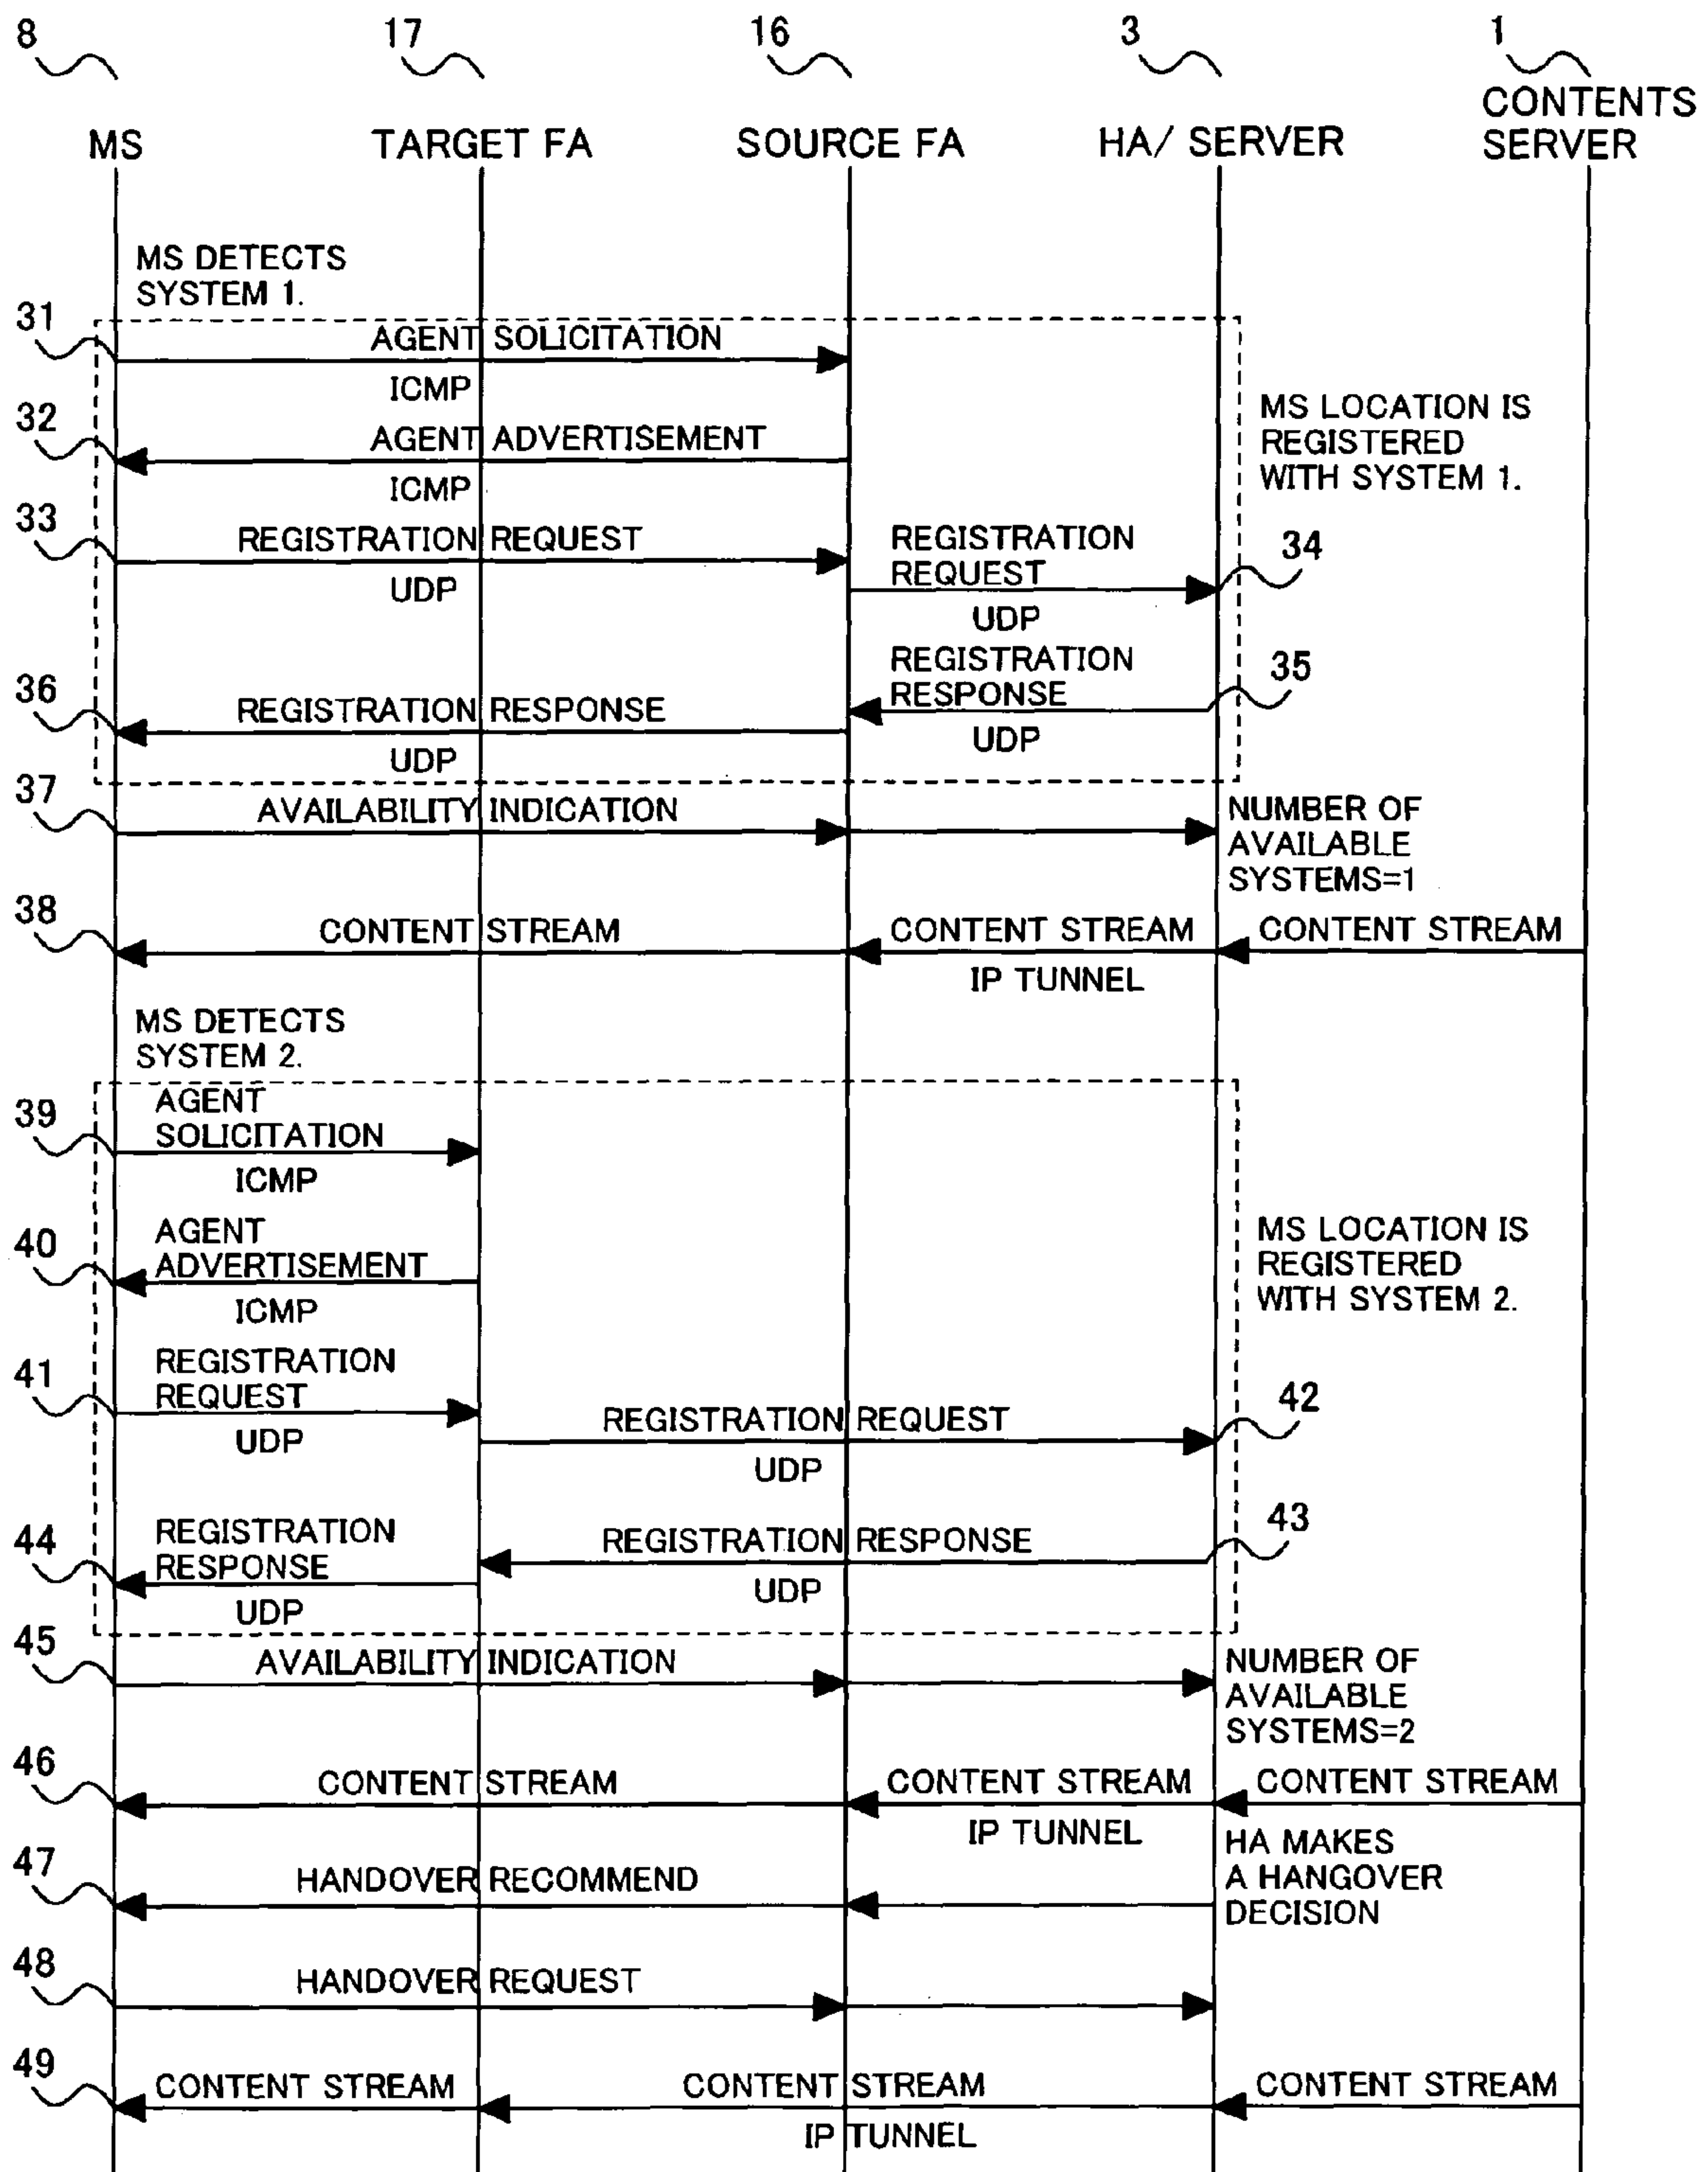 8
17
16
3
1
MS
TARGET FA
SOURCE FA
HA/ SERVER
CONTENTS
SERVER
MS DETECTS
SYSTEM 1.
31
AGENT SOLICITATION
ICMP
32
AGENT ADVERTISEMENT
ICMP
MS LOCATION IS
REGISTERED
WITH SYSTEM 1.
33
REGISTRATION REQUEST
UDP
REGISTRATION
REQUEST
UDP
34
REGISTRATION
RESPONSE
UDP
35
36
REGISTRATION RESPONSE
UDP
37
AVAILABILITY INDICATION
NUMBER OF
AVAILABLE
SYSTEMS=1
38
CONTENT STREAM
CONTENT STREAM
IP TUNNEL
CONTENT STREAM
MS DETECTS
SYSTEM 2.
39
AGENT
SOLICITATION
ICMP
40
AGENT
ADVERTISEMENT
ICMP
MS LOCATION IS
REGISTERED
WITH SYSTEM 2.
41
REGISTRATION
REQUEST
UDP
REGISTRATION REQUEST
UDP
42
REGISTRATION RESPONSE
UDP
43
44
REGISTRATION
RESPONSE
UDP
45
AVAILABILITY INDICATION
NUMBER OF
AVAILABLE
SYSTEMS=2
46
CONTENT STREAM
CONTENT STREAM
IP TUNNEL
CONTENT STREAM
47
HANDOVER RECOMMEND
HA MAKES
A HANGOVER
DECISION
48
HANDOVER REQUEST
49
CONTENT STREAM
CONTENT STREAM
IP TUNNEL
CONTENT STREAM